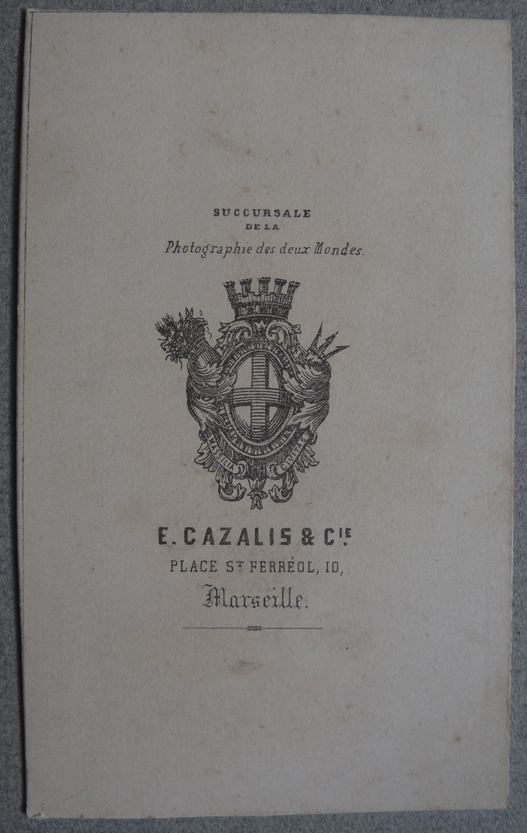 SUCCURSALE
DE LA
Photographie des deux Mondes.
E. CAZALIS & CIE.
PLACE ST FERRÉOL, 10,
Marseille.